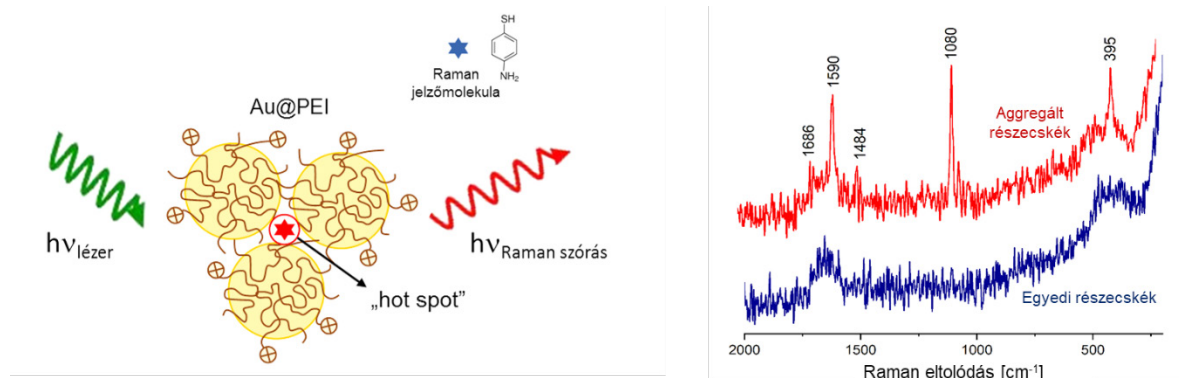 SH
NH2
Raman
jelzőmolekula
Au@PEI
hνlézer
hνRaman szórás
„hot spot”
1686
1590
1484
1080
395
Aggregált
részecskék
Egyedi részecskék
2000
1500
1000
500
Raman eltolódás [cm-1]